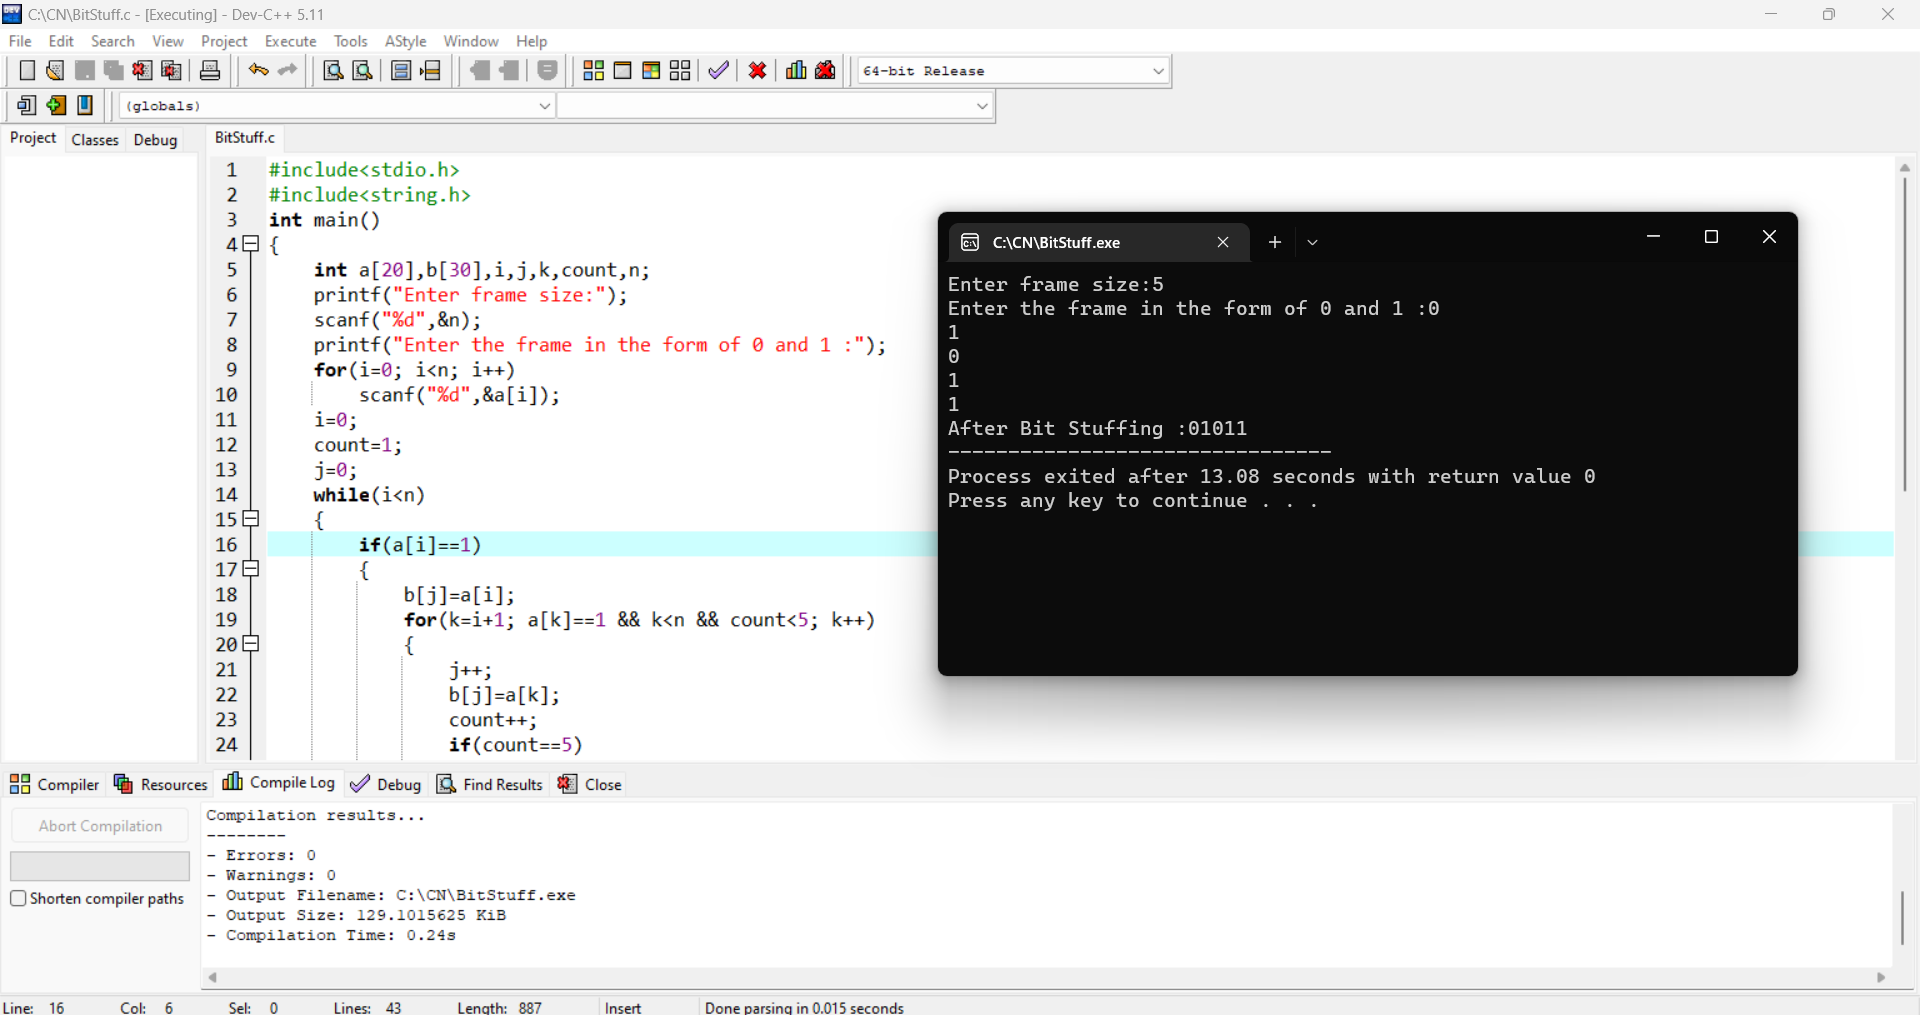 C:\CN\BitStuff.c - [Executing] - Dev-C++ 5.11
File Edit Search View Project Execute Tools AStyle Window Help
64-bit Release
(globals)
Project Classes Debug
BitStuff.c
1 #include<stdio.h>
2 #include<string.h>
3 int main()
4 {
5 int a[20],b[30],i,j,k,count,n;
6 printf("Enter frame size:");
7 scanf("%d",&n);
8 printf("Enter the frame in the form of 0 and 1 :");
9 for(i=0; i<n; i++)
10 scanf("%d",&a[i]);
11 i=0;
12 count=1;
13 j=0;
14 while(i<n)
15 {
16 if(a[i]==1)
17 {
18 b[j]=a[i];
19 for(k=i+1; a[k]==1 && k<n && count<5; k++)
20 {
21 j++;
22 b[j]=a[k];
23 count++;
24 if(count==5)
C:\CN\BitStuff.exe
Enter frame size:5
Enter the frame in the form of 0 and 1 :0
1
0
1
1
After Bit Stuffing :01011
--------------------------------
Process exited after 13.08 seconds with return value 0
Press any key to continue . . .
Compiler Resources Compile Log Debug Find Results Close
Abort Compilation
Shorten compiler paths
Compilation results...
--------
- Errors: 0
- Warnings: 0
- Output Filename: C:\CN\BitStuff.exe
- Output Size: 129.1015625 KiB
- Compilation Time: 0.24s
Line: 16 Col: 6 Sel: 0 Lines: 43 Length: 887 Insert Done parsing in 0.015 seconds